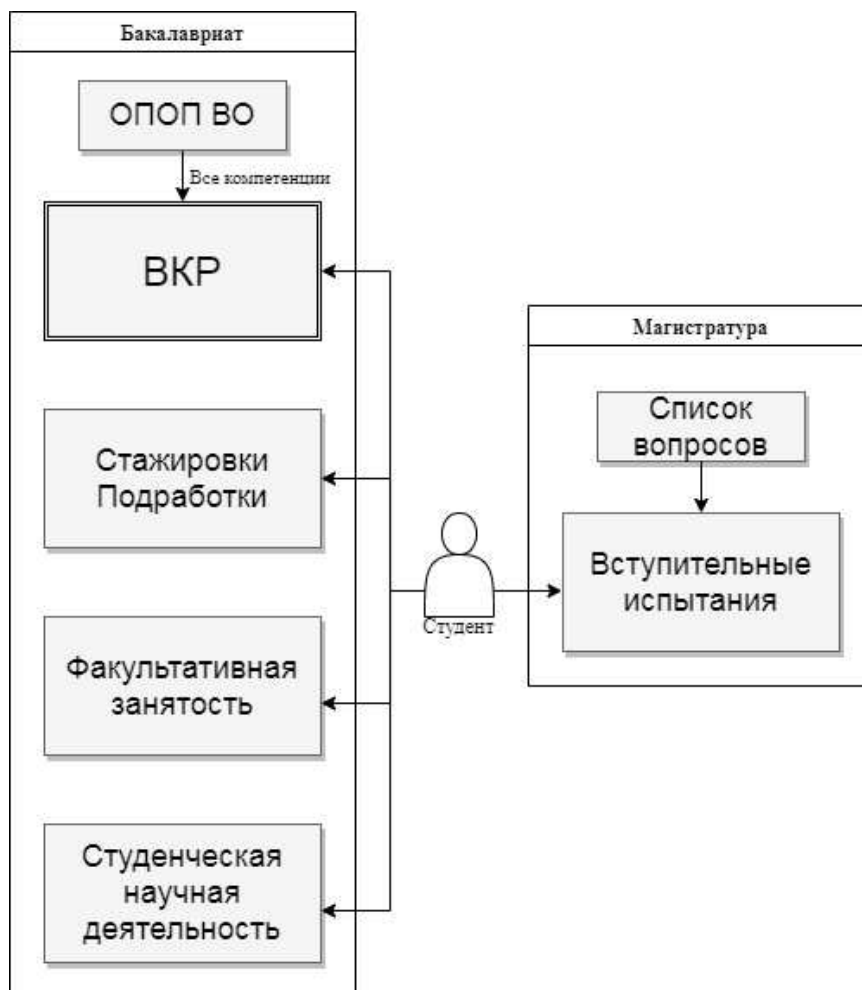 Бакалавриат
ОПОП ВО
Все компетенции
ВКР
Стажировки
Подработки
Факультативная
занятость
Студенческая
научная
деятельность
Студент
Магистратура
Список
вопросов
Вступительные
испытания